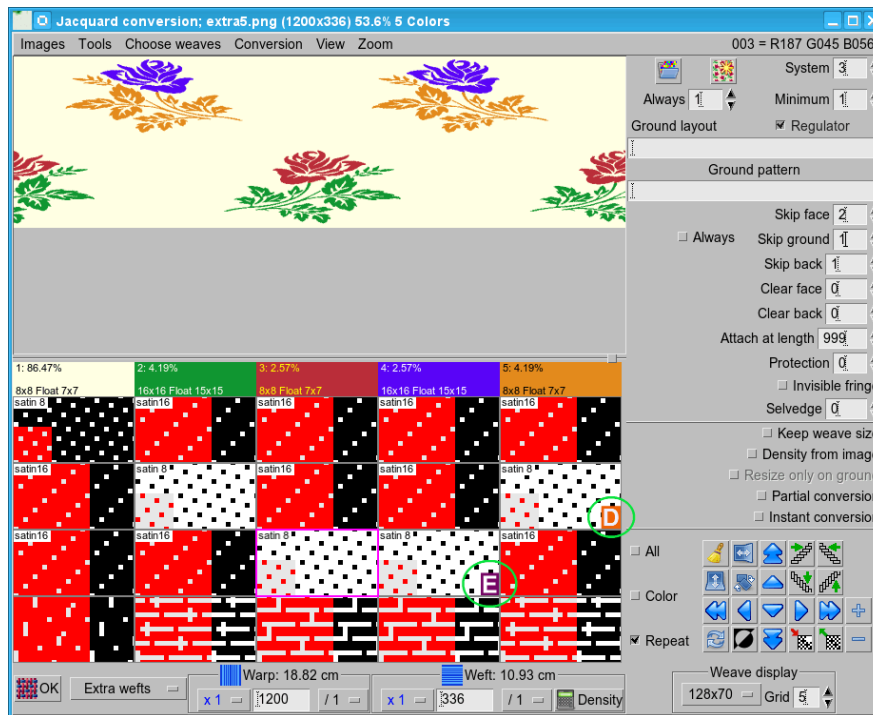 Jacquard conversion; extra5.png (1200x336) 53.6% 5 Colors
Images Tools Choose weaves Conversion View Zoom 003 = R187 G045 B056
System 3
Always 1 Minimum 1
Ground layout Regulator
Ground pattern
Skip face 2
Always Skip ground 1
Skip back 1
Clear face 0
Clear back 0
Attach at length 999
Protection 0
Invisible fringe
Selvedge 0
Keep weave size
Density from image
Resize only on ground
Partial conversion
Instant conversion
1: 86.47% 2: 4.19% 3: 2.57% 4: 2.57% 5: 4.19%
8x8 Float 7x7 16x16 Float 15x15 8x8 Float 7x7 16x16 Float 15x15 8x8 Float 7x7
satin 8 satin16 satin16 satin16 satin16
satin16 satin 8 satin16 satin16 satin 8
D
satin16 satin16 satin 8 satin 8 satin16
E
All
Color
Repeat
OK Extra wefts Warp: 18.82 cm Weft: 10.93 cm
x 1 1200 / 1 x 1 336 / 1 Density
Weave display
128x70 Grid 5